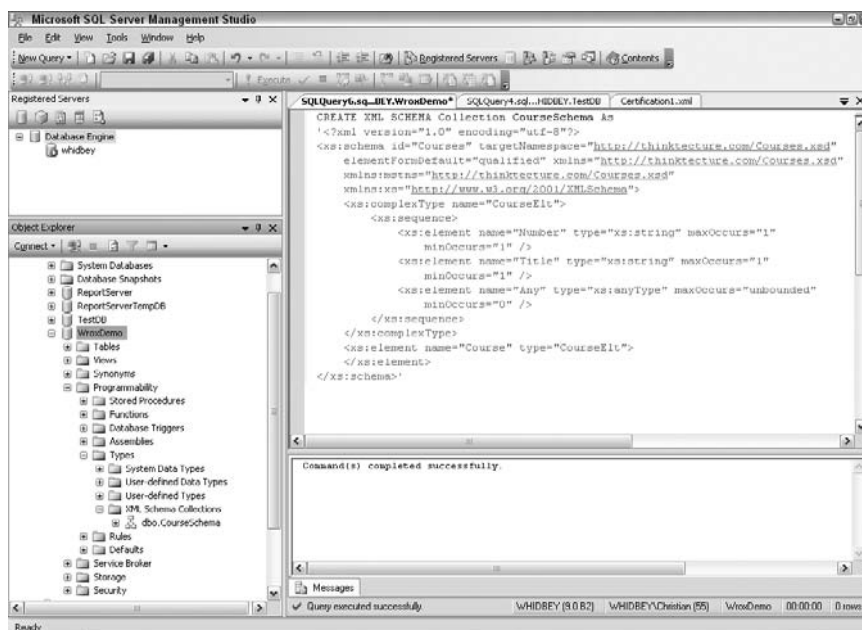 Microsoft SQL Server Management Studio
File Edit View Tools Window Help
New Query Registered Servers Contents
Execute
Registered Servers
Database Engine
whidbey
Object Explorer
Connect
System Databases
Database Snapshots
ReportServer
ReportServerTempDB
TestDB
WroxDemo
Tables
Views
Synonyms
Programmability
Stored Procedures
Functions
Database Triggers
Assemblies
Types
System Data Types
User-defined Data Types
User-defined Types
XML Schema Collections
dbo.CourseSchema
Rules
Defaults
Service Broker
Storage
Security
SQLQuery6.sq...BEY.WroxDemo* SQLQuery4.sql...HIDBEY.TestDB Certification1.xml
CREATE XML SCHEMA Collection CourseSchema As
'<?xml version="1.0" encoding="utf-8"?>
<xs:schema id="Courses" targetNamespace="http://thinktecture.com/Courses.xsd"
elementFormDefault="qualified" xmlns="http://thinktecture.com/Courses.xsd"
xmlns:mstns="http://thinktecture.com/Courses.xsd"
xmlns:xs="http://www.w3.org/2001/XMLSchema">
<xs:complexType name="CourseElt">
<xs:sequence>
<xs:element name="Number" type="xs:string" maxOccurs="1"
minOccurs="1" />
<xs:element name="Title" type="xs:string" maxOccurs="1"
minOccurs="1" />
<xs:element name="Any" type="xs:anyType" maxOccurs="unbounded"
minOccurs="0" />
</xs:sequence>
</xs:complexType>
<xs:element name="Course" type="CourseElt">
</xs:element>
</xs:schema>'
Command(s) completed successfully.
Messages
Query executed successfully. WHIDBEY (9.0 B2) WHIDBEY\Christian (55) WroxDemo 00:00:00 0 rows
Ready